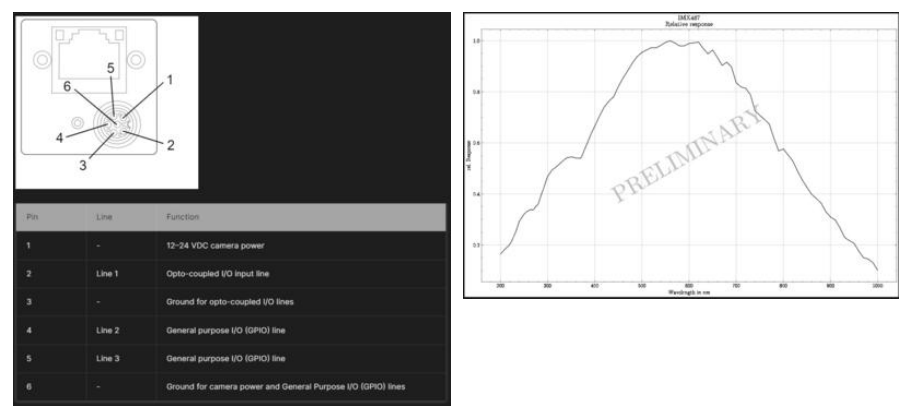 5
1
6
4
2
3
Pin Line Function
1 - 12–24 VDC camera power
2 Line 1 Opto-coupled I/O input line
3 - Ground for opto-coupled I/O lines
4 Line 2 General purpose I/O (GPIO) line
5 Line 3 General purpose I/O (GPIO) line
6 - Ground for camera power and General Purpose I/O (GPIO) lines
Relative response
1.0
0.8
0.6
0.4
rel. Response
PRELIMINARY
400 500 600 700 800 900 1000
Wavelength in nm